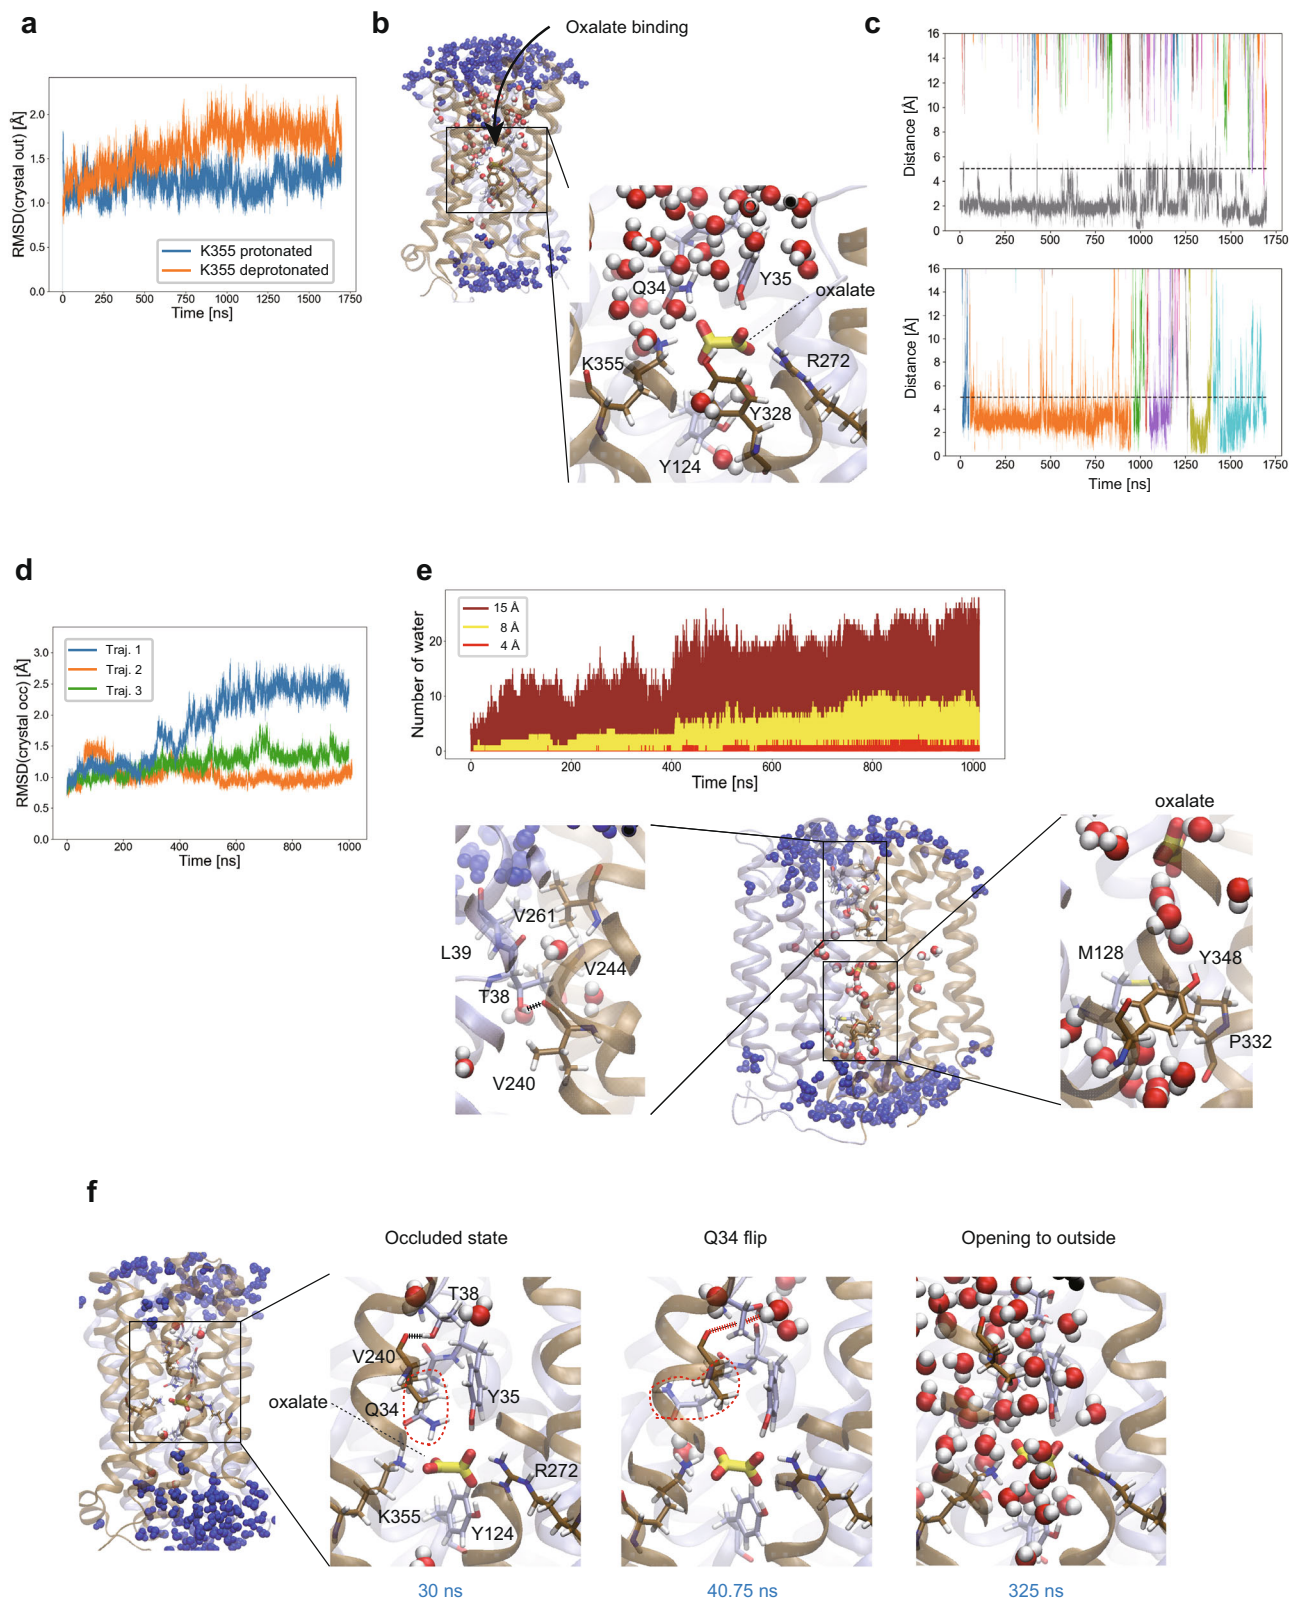 a
RMSD(crystal out) [Å]
2.0
1.5
1.0
0.5
0.0
K355 protonated
K355 deprotonated
0 250 500 750 1000 1250 1500 1750
Time [ns]
b
Oxalate binding
Q34
Y35
oxalate
K355
R272
Y328
Y124
c
Distance [Å]
16
14
12
10
8
6
4
2
0
0 250 500 750 1000 1250 1500 1750
Distance [Å]
16
14
12
10
8
6
4
2
0
0 250 500 750 1000 1250 1500 1750
Time [ns]
d
RMSD(crystal occ) [Å]
3.0
2.5
2.0
1.5
1.0
0.5
0.0
Traj. 1
Traj. 2
Traj. 3
0 200 400 600 800 1000
Time [ns]
e
Number of water
20
10
0
15 Å
8 Å
4 Å
0 200 400 600 800 1000
Time [ns]
V261
L39
V244
T38
V240
oxalate
M128
Y348
P332
f
Occluded state
Q34 flip
Opening to outside
T38
V240
Y35
oxalate
Q34
R272
K355
Y124
30 ns
40.75 ns
325 ns